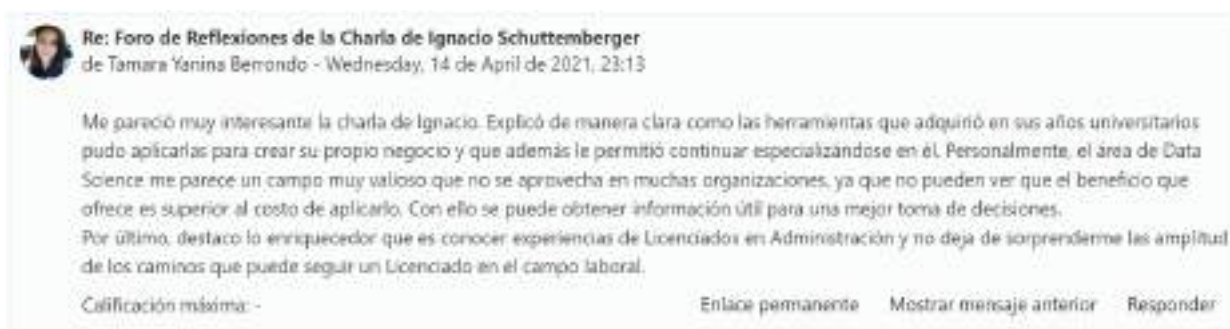 Re: Foro de Reflexiones de la Charla de Ignacio Schuttemberger
de Tamara Yanina Berrondo - Wednesday, 14 de April de 2021, 23:13
Me pareció muy interesante la charla de Ignacio. Explicó de manera clara como las herramientas que adquirió en sus años universitarios
pudo aplicarlas para crear su propio negocio y que además le permitió continuar especializándose en él. Personalmente, el área de Data
Science me parece un campo muy valioso que no se aprovecha en muchas organizaciones, ya que no pueden ver que el beneficio que
ofrece es superior al costo de aplicarlo. Con ello se puede obtener información útil para una mejor toma de decisiones.
Por último, destaco lo enriquecedor que es conocer experiencias de Licenciados en Administración y no deja de sorprenderme las amplitud
de los caminos que puede seguir un Licenciado en el campo laboral.
Calificación máxima: - Enlace permanente Mostrar mensaje anterior Responder